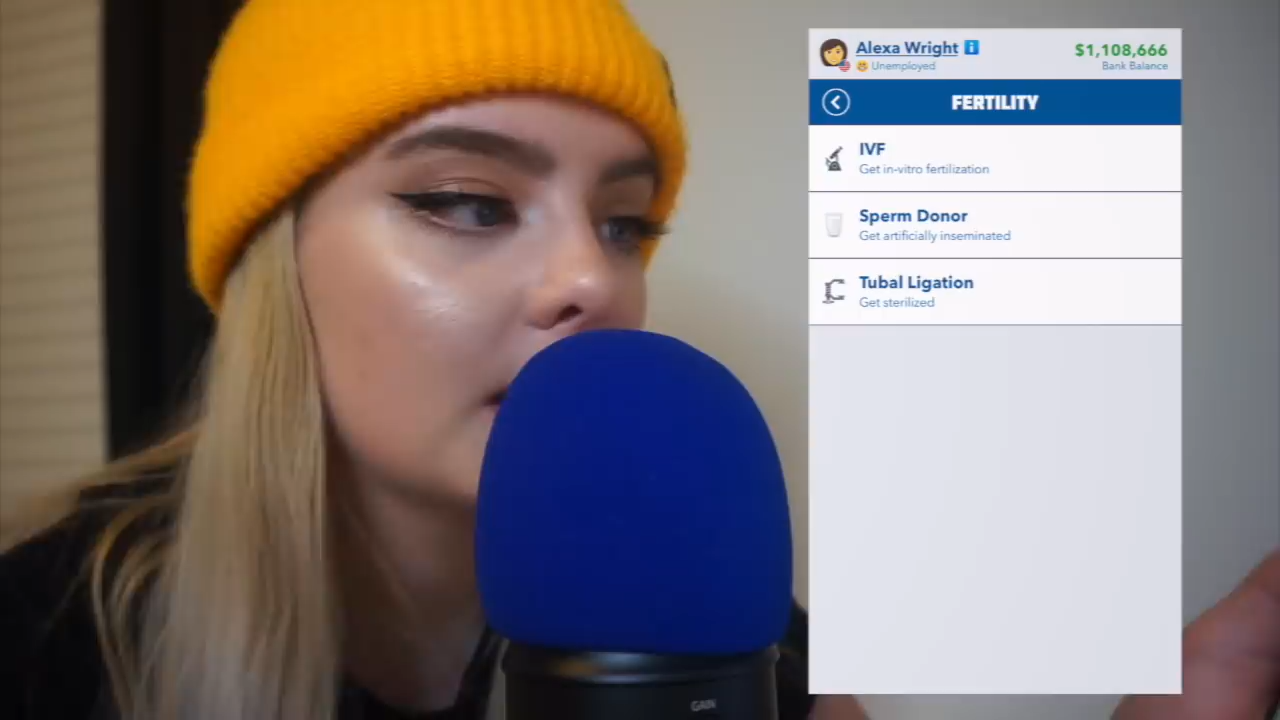 Alexa Wright
$1,108,666
Unemployed
Bank Balance
FERTILITY
IVF
Get in-vitro fertilization
Sperm Donor
Get artificially inseminated
Tubal Ligation
Get sterilized
GAIN